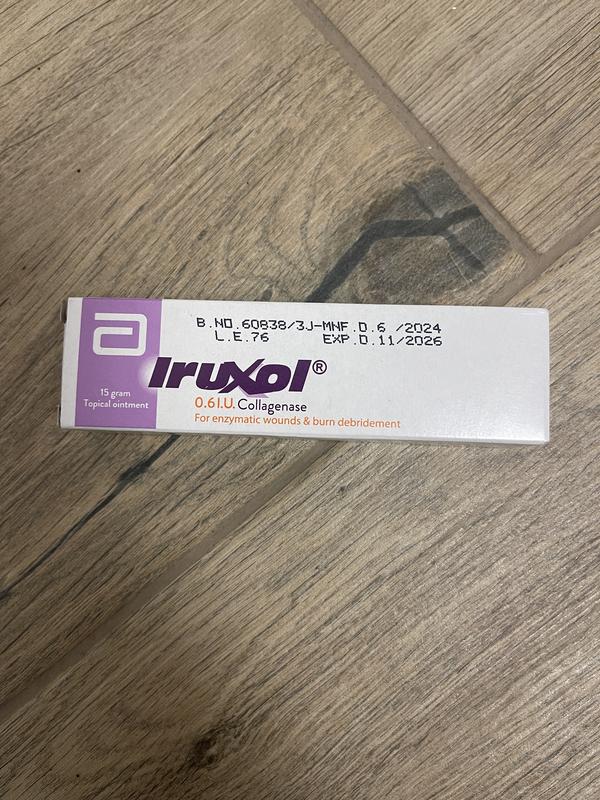 B.NO.60838/3J-MNF.D.6 /2024
L.E.76 EXP.D.11/2026
Iruxol®
15 gram
Topical ointment
0.6 I.U. Collagenase
For enzymatic wounds & burn debridement